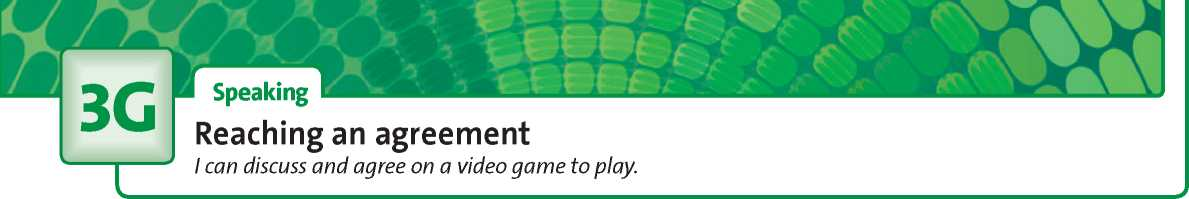 3G
Speaking
Reaching an agreement
I can discuss and agree on a video game to play.